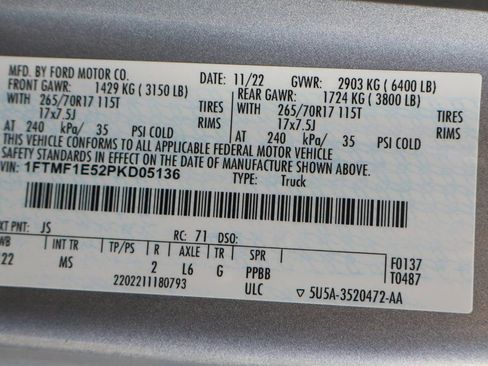 MFD. BY FORD MOTOR CO. DATE: 11/22 GVWR: 2903 KG ( 6400 LB)
FRONT GAWR: 1429 KG ( 3150 LB) REAR GAWR: 1724 KG ( 3800 LB)
WITH 265/70R17 115T TIRES WITH 265/70R17 115T TIRES
17x7.5J RIMS 17x7.5J RIMS
AT 240 kPa/ 35 PSI COLD AT 240 kPa/ 35 PSI COLD
THIS VEHICLE CONFORMS TO ALL APPLICABLE FEDERAL MOTOR VEHICLE
SAFETY STANDARDS IN EFFECT ON THE DATE OF MANUFACTURE SHOWN ABOVE.
VIN: 1FTMF1E52PKD05136 TYPE: Truck
XT PNT: JS RC: 71 DSO:
WB INT TR TP/PS R AXLE TR SPR F0137
22 MS 2 L6 G PPBB T0487
2202211180793 ULC ▽ 5U5A-3520472-AA